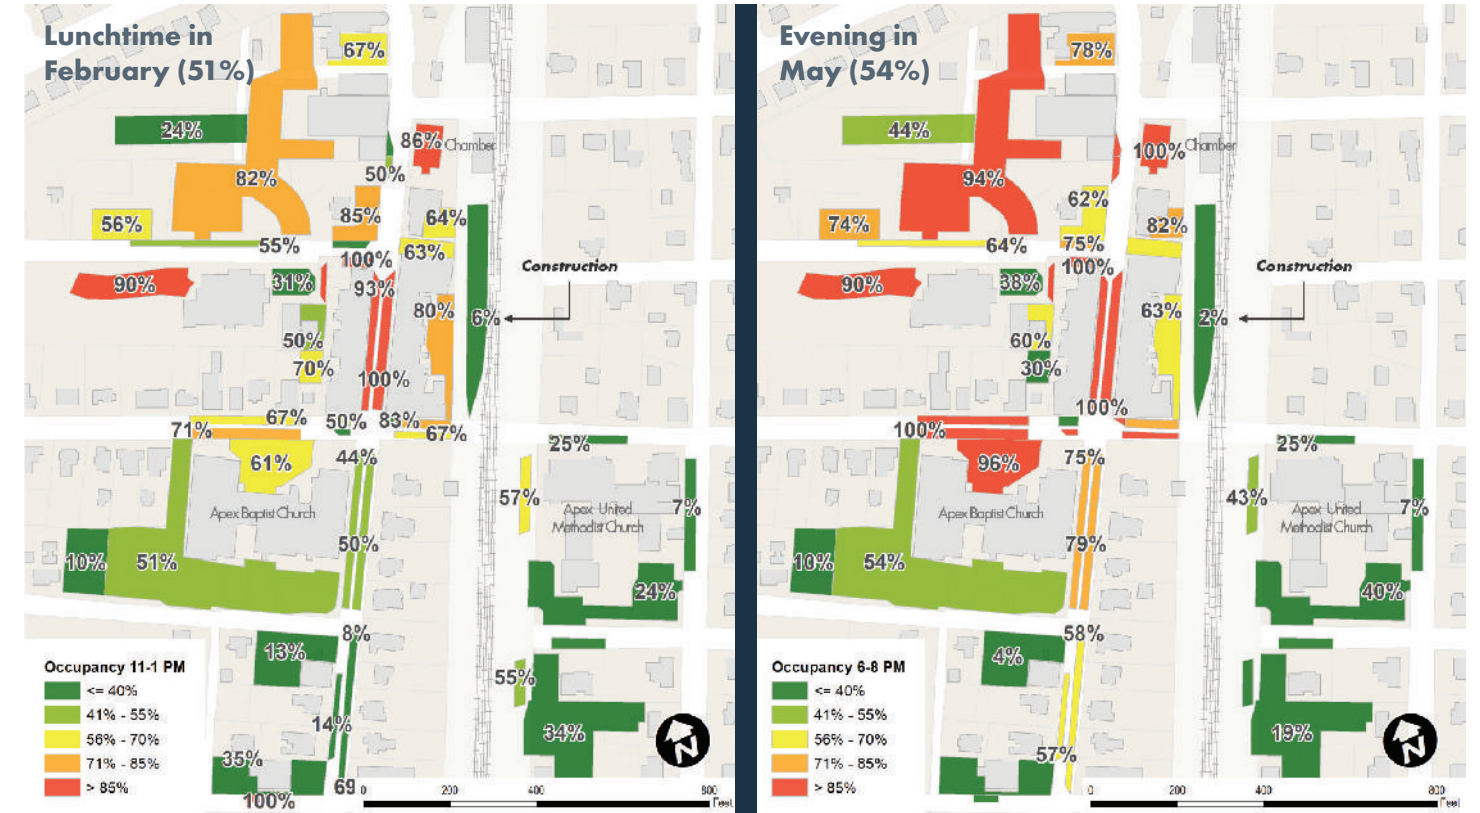 Lunchtime in
February (51%)
67%
24%
86%
Chamber
50%
82%
85%
64%
56%
55%
63%
100%
Construction
90%
31%
93%
80%
6%
50%
70%
100%
67%
50%
83%
71%
67%
25%
61%
44%
57%
7%
Apex Baptist Church
Apex United
Methodist Church
50%
10%
51%
24%
8%
13%
55%
14%
34%
35%
69
100%
Occupancy 11-1 PM
<= 40%
41% - 55%
56% - 70%
71% - 85%
> 85%
N
0 200 400 800
Feet
Evening in
May (54%)
78%
44%
100%
Chamber
94%
62%
74%
82%
64%
75%
100%
Construction
90%
38%
63%
2%
60%
30%
100%
100%
25%
96%
75%
43%
7%
Apex Baptist Church
Apex United
Methodist Church
79%
10%
54%
40%
58%
4%
57%
19%
Occupancy 6-8 PM
<= 40%
41% - 55%
56% - 70%
71% - 85%
> 85%
N
0 200 400 800
Feet